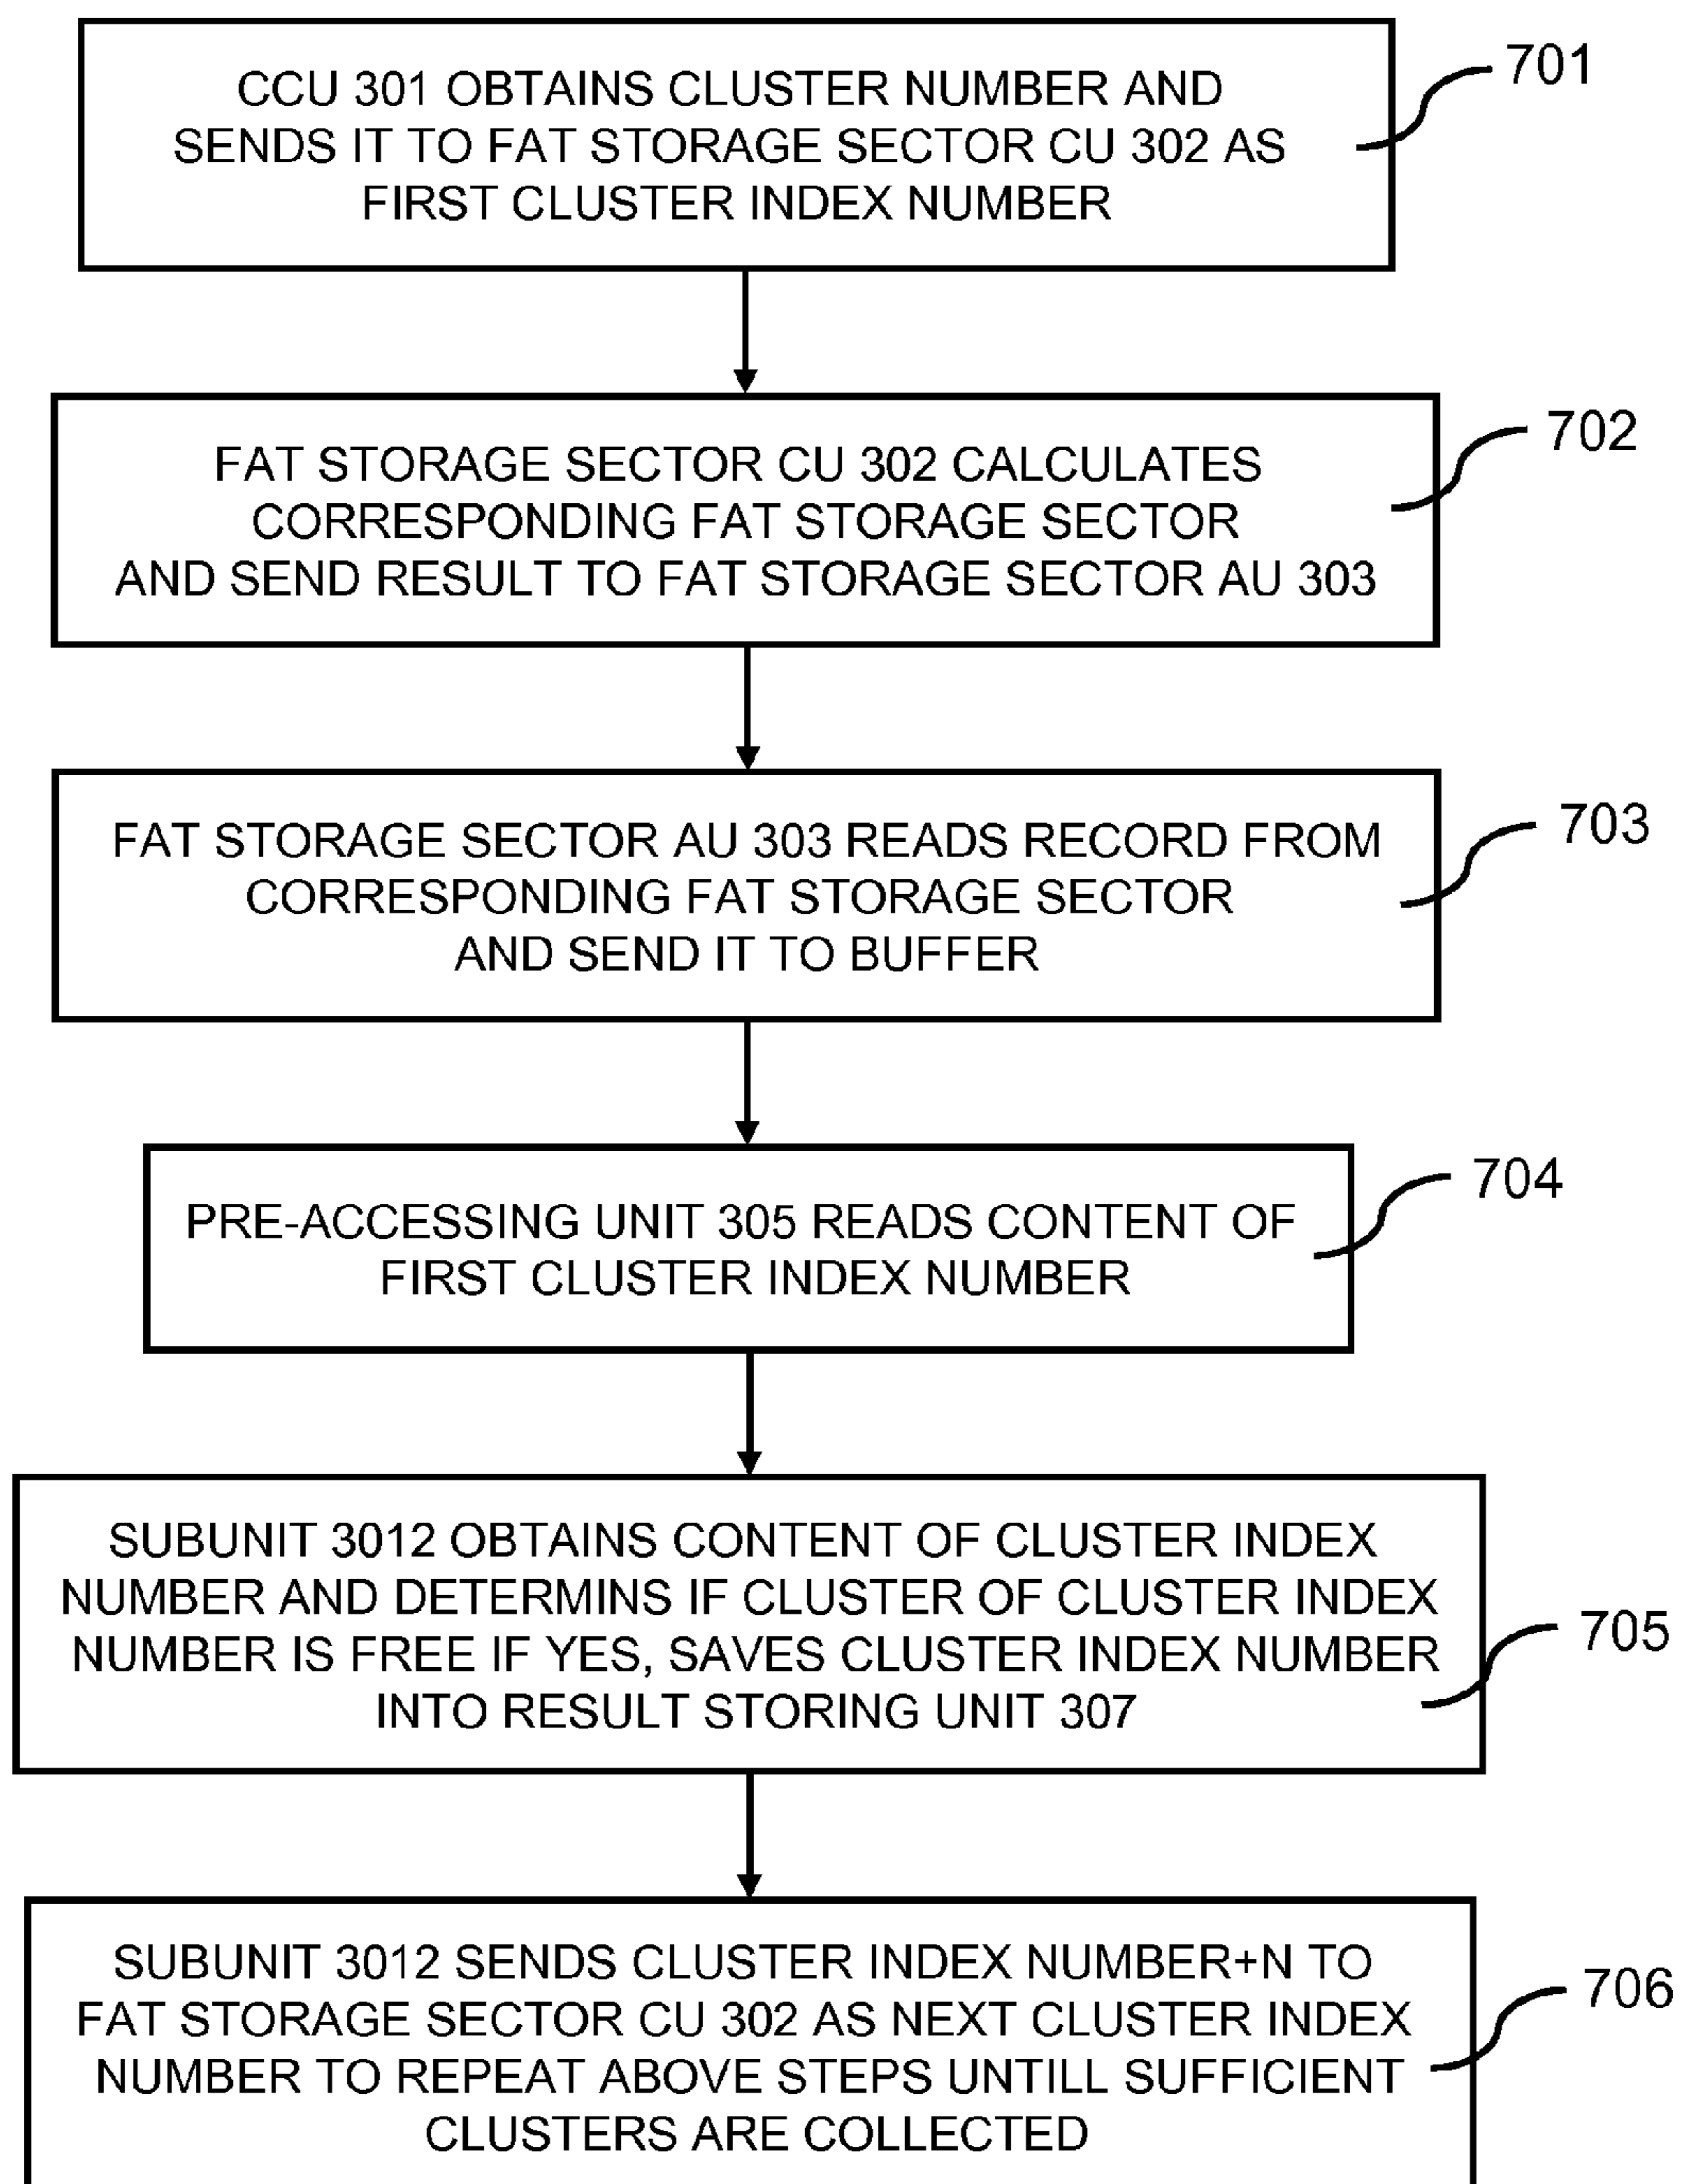 CCU 301 OBTAINS CLUSTER NUMBER AND
SENDS IT TO FAT STORAGE SECTOR CU 302 AS
FIRST CLUSTER INDEX NUMBER
701
FAT STORAGE SECTOR CU 302 CALCULATES
CORRESPONDING FAT STORAGE SECTOR
AND SEND RESULT TO FAT STORAGE SECTOR AU 303
702
FAT STORAGE SECTOR AU 303 READS RECORD FROM
CORRESPONDING FAT STORAGE SECTOR
AND SEND IT TO BUFFER
703
PRE-ACCESSING UNIT 305 READS CONTENT OF
FIRST CLUSTER INDEX NUMBER
704
SUBUNIT 3012 OBTAINS CONTENT OF CLUSTER INDEX
NUMBER AND DETERMINS IF CLUSTER OF CLUSTER INDEX
NUMBER IS FREE IF YES, SAVES CLUSTER INDEX NUMBER
INTO RESULT STORING UNIT 307
705
SUBUNIT 3012 SENDS CLUSTER INDEX NUMBER+N TO
FAT STORAGE SECTOR CU 302 AS NEXT CLUSTER INDEX
NUMBER TO REPEAT ABOVE STEPS UNTILL SUFFICIENT
CLUSTERS ARE COLLECTED
706